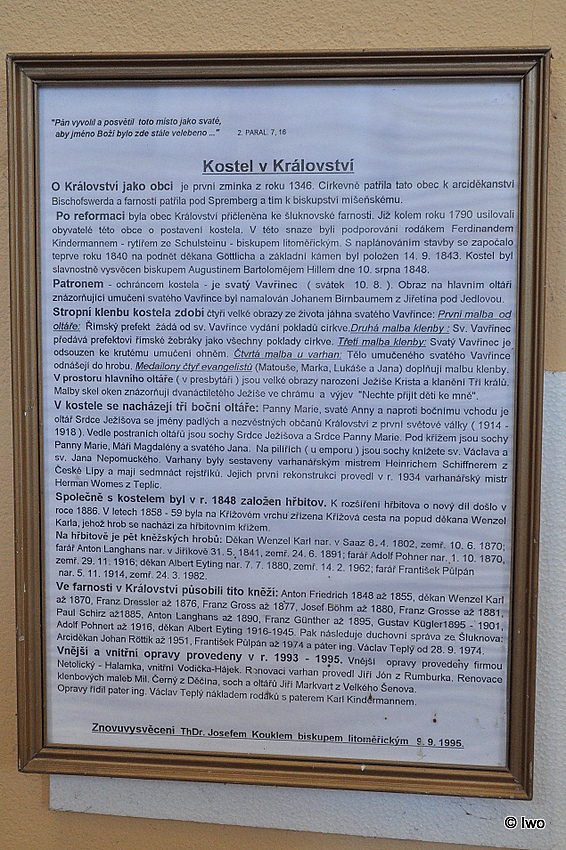 "Pán vyvolil a posvětil toto místo jako svaté,
aby jméno Boží bylo zde stále velebeno ..." 2. PARAL. 7, 16
Kostel v Království
O Království jako obci je první zmínka z roku 1346. Církevně patřila tato obec k arciděkanství
Bischofswerda a farností patřila pod Spremberg a tím k biskupství míšeňskému.
Po reformaci byla obec Království přičleněna ke šluknovské farnosti. Již kolem roku 1790 usilovali
obyvatelé této obce o postavení kostela. V této snaze byli podporováni rodákem Ferdinandem
Kindermannem - rytířem ze Schulsteinu - biskupem litoměřickým. S naplánováním stavby se započalo
teprve roku 1840 na podnět děkana Göttlicha a základní kámen byl položen 14. 9. 1843. Kostel byl
slavnostně vysvěcen biskupem Augustinem Bartolomějem Hillem dne 10. srpna 1848.
Patronem - ochráncem kostela - je svatý Vavřinec ( svátek 10. 8. ). Obraz na hlavním oltáři
znázorňující umučení svatého Vavřince byl namalován Johanem Birnbaumem z Jiřetína pod Jedlovou.
Stropní klenbu kostela zdobí čtyři velké obrazy ze života jáhna svatého Vavřince: První malba od
oltáře: Římský prefekt žádá od sv. Vavřince vydání pokladů církve. Druhá malba klenby : Sv. Vavřinec
předává prefektovi římské žebráky jako všechny poklady církve. Třetí malba klenby: Svatý Vavřinec je
odsouzen ke krutému umučení ohněm. Čtvrtá malba u varhan: Tělo umučeného svatého Vavřince
odnášejí do hrobu. Medailony čtyř evangelistů (Matouše, Marka, Lukáše a Jana) doplňují malbu klenby.
V prostoru hlavního oltáře ( v presbytáři ) jsou velké obrazy narození Ježíše Krista a klanění Tří králů.
Malby skel oken znázorňují dvanáctiletého Ježíše ve chrámu a výjev "Nechte přijít děti ke mně".
V kostele se nacházejí tři boční oltáře: Panny Marie, svaté Anny a naproti bočnímu vchodu je
oltář Srdce Ježíšova se jmény padlých a nezvěstných občanů Království z první světové války ( 1914 -
1918 ). Vedle postraních oltářů jsou sochy Srdce Ježíšova a Srdce Panny Marie. Pod křížem jsou sochy
Panny Marie, Máří Magdalény a svatého Jana. Na pilířích ( u emporu ) jsou sochy knížete sv. Václava a
sv. Jana Nepomuckého. Varhany byly sestaveny varhanářským mistrem Heinrichem Schiffnerem z
České Lípy a mají sedmnáct rejstříků. Jejich první rekonstrukci provedl v r. 1934 varhanářský mistr
Herman Womes z Teplic.
Společně s kostelem byl v r. 1848 založen hřbitov. K rozšíření hřbitova o nový díl došlo v
roce 1886. V letech 1858 - 59 byla na Křížovém vrchu zřízena Křížová cesta na popud děkana Wenzel
Karla, jehož hrob se nachází za hřbitovním křížem.
Na hřbitově je pět kněžských hrobů: Děkan Wenzel Karl nar. v Saaz 8. 4. 1802, zemř. 10. 6. 1870;
farář Anton Langhans nar. v Jiříkově 31. 5. 1841, zemř. 24. 6. 1891; farář Adolf Pohner nar. 1. 10. 1870,
zemř. 29. 11. 1916; děkan Albert Eyting nar. 7. 7. 1880, zemř. 14. 2. 1962; farář František Půlpán
nar. 5. 11. 1914, zemř. 24. 3. 1982.
Ve farnosti v Království působili tito kněží: Anton Friedrich 1848 až 1855, děkan Wenzel Karl
až 1870, Franz Dressler až 1876, Franz Gross až 1877, Josef Böhm až 1880, Franz Grosse až 1881,
Paul Schirz až1885, Anton Langhans až 1890, Franz Günther až 1895, Gustav Kügler1895 - 1901,
Adolf Pohnert až 1916, děkan Albert Eyting 1916-1945. Pak následuje duchovní správa ze Šluknova:
Arciděkan Johan Röttik až 1951, František Půlpán až 1974 a páter ing. Václav Teplý od 28. 9. 1974.
Vnější a vnitřní opravy provedeny v r. 1993 - 1995. Vnější opravy provedeny firmou
Netolický - Halamka, vnitřní Vodička-Hájek. Renovaci varhan provedl Jiří Jón z Rumburka. Renovace
klenbových maleb Mil. Černý z Děčína, soch a oltářů Jiří Markvart z Velkého Šenova.
Opravy řídil pater ing. Václav Teplý nákladem rodáků s paterem Karl Kindermannem.
Znovuvysvěcení ThDr. Josefem Kouklem biskupem litoměřickým 9. 9. 1995.
© Iwo